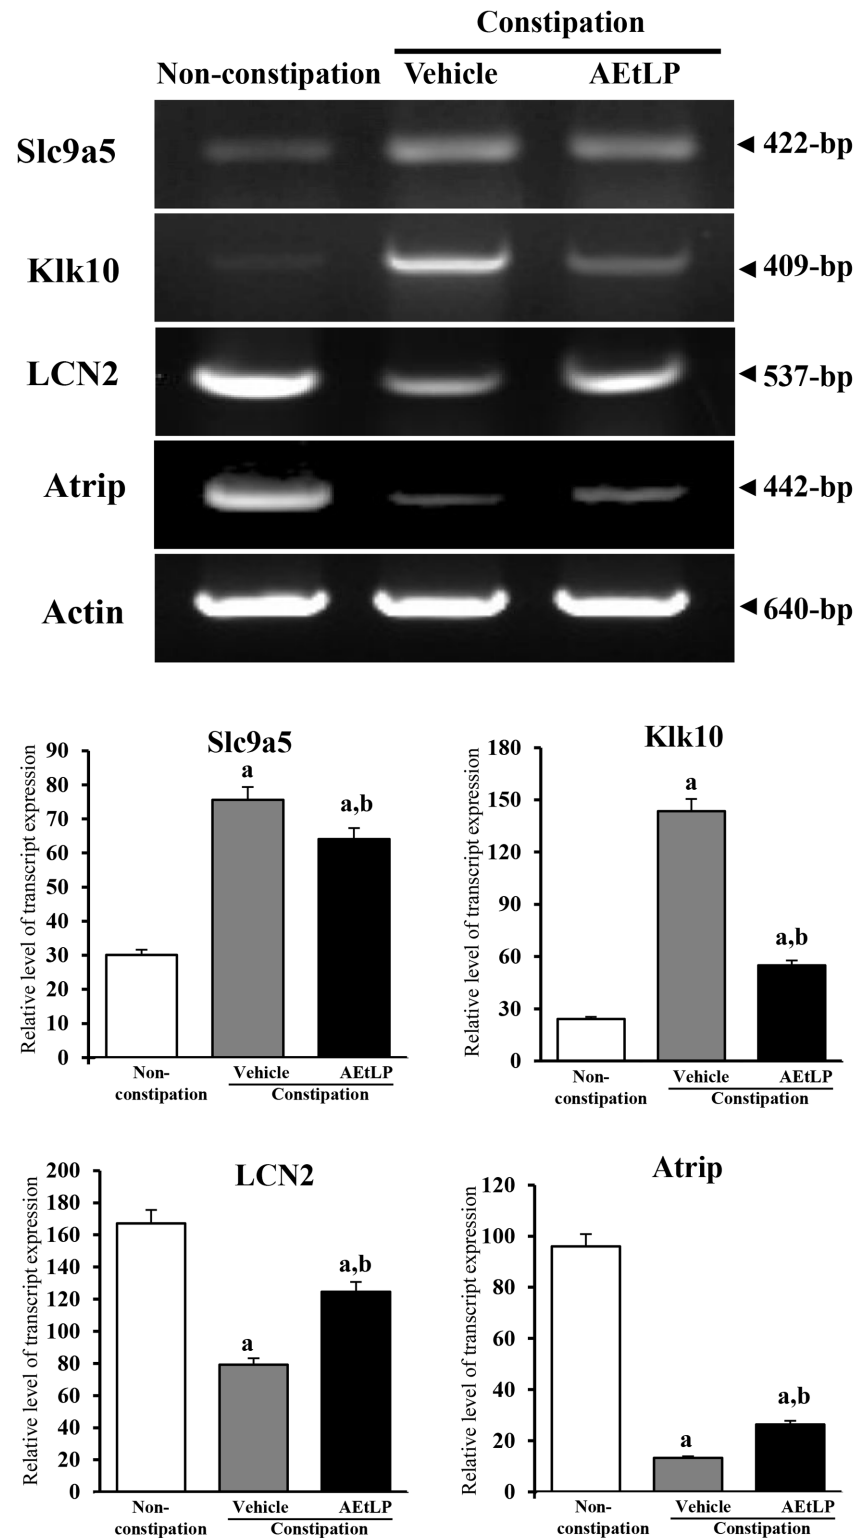 Constipation
Non-constipation Vehicle AEtLP
Slc9a5 422-bp
Klk10 409-bp
LCN2 537-bp
Atrip 442-bp
Actin 640-bp
Slc9a5
Relative level of transcript expression
90
80
70
60
50
40
30
20
10
0
a
a,b
Non-
constipation
Vehicle AEtLP
Constipation
Klk10
Relative level of transcript expression
180
150
122
90
60
30
0
a
a,b
Non-
constipation
Vehicle AEtLP
Constipation
LCN2
Relative level of transcript expression
200
180
160
140
120
100
80
60
40
20
0
a
a,b
Non-
constipation
Vehicle AEtLP
Constipation
Atrip
Relative level of transcript expression
120
100
80
60
40
20
0
a
a,b
Non-
constipation
Vehicle AEtLP
Constipation